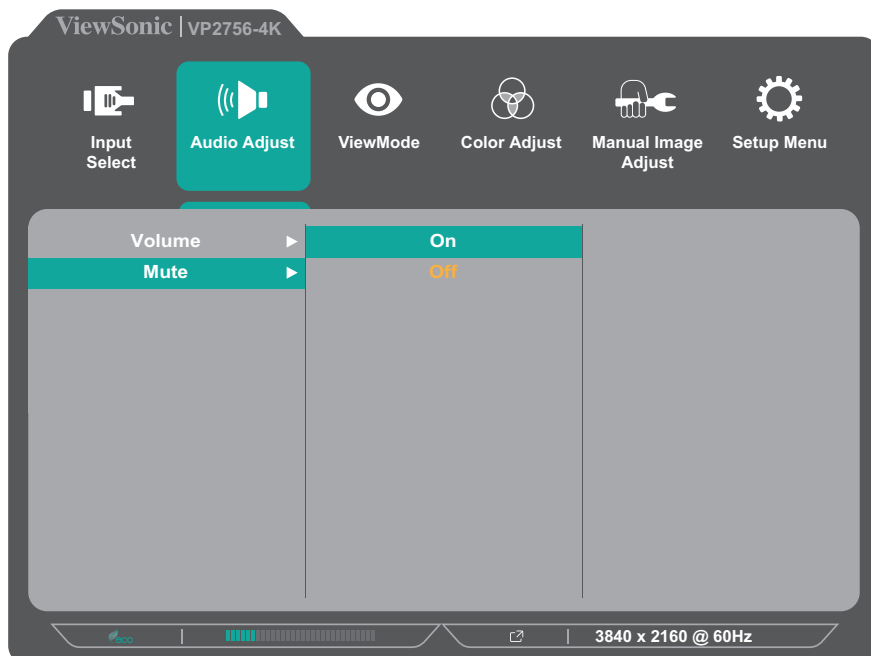 ViewSonic | VP2756-4K
Input
Select
Audio Adjust
ViewMode
Color Adjust
Manual Image
Adjust
Setup Menu
Volume
On
Mute
Off
eco
3840 x 2160 @ 60Hz